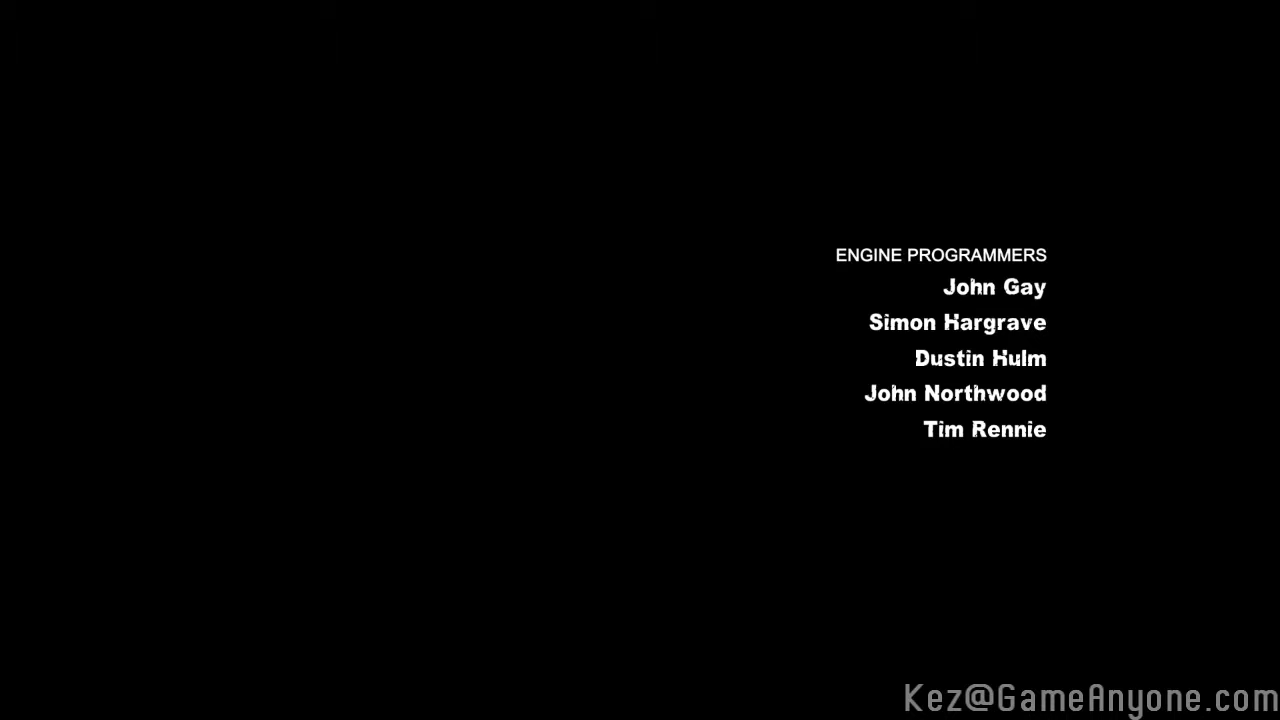 ENGINE PROGRAMMERS
John Gay
Simon Hargrave
Dustin Hulm
John Northwood
Tim Rennie
Kez@GameAnyone.com